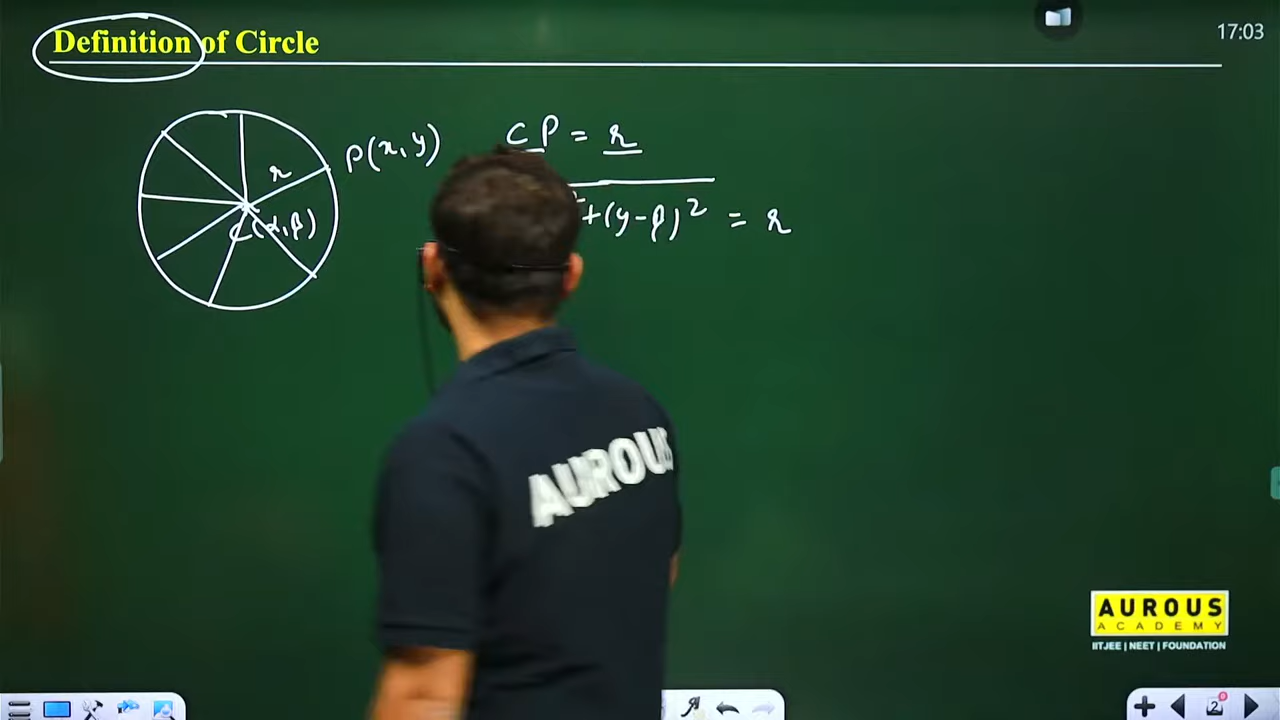 Definition of Circle
17:03
P(x, y)
r
C(α, β)
CP = r
+(y-β)² = r
AUROUS
AUROUS
ACADEMY
IITJEE | NEET | FOUNDATION
2